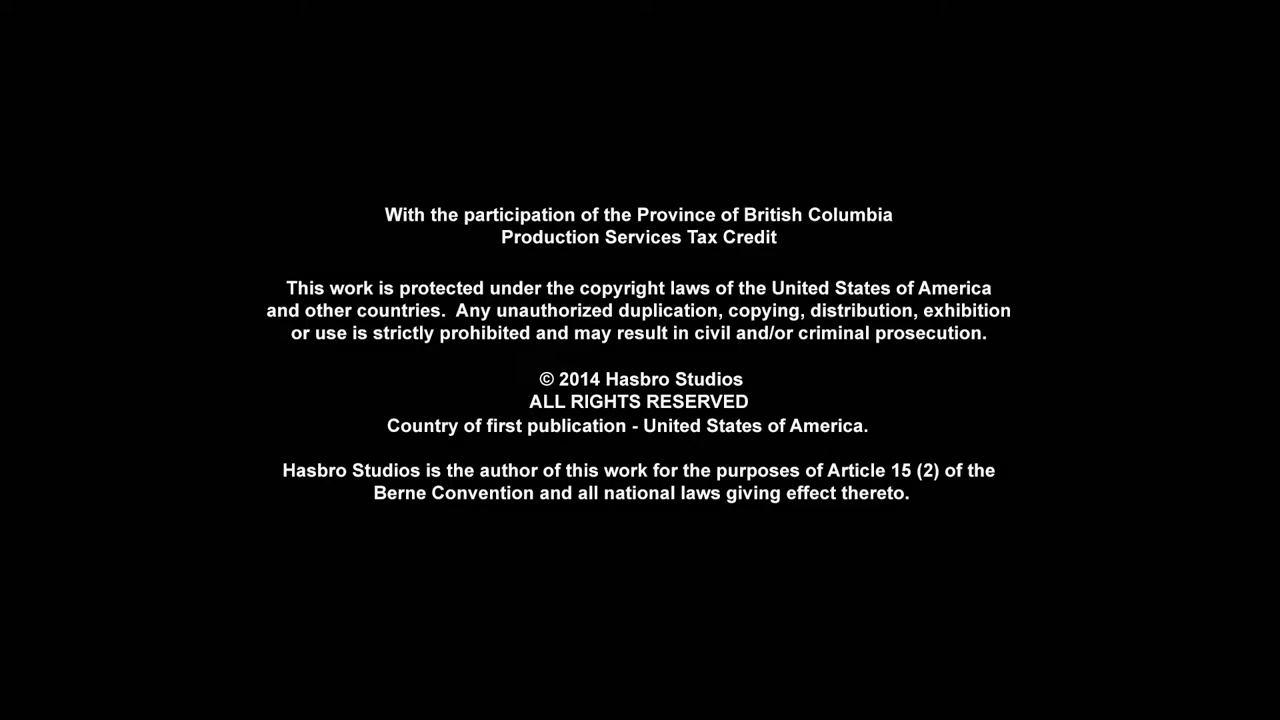 With the participation of the Province of British Columbia
Production Services Tax Credit
This work is protected under the copyright laws of the United States of America
and other countries.  Any unauthorized duplication, copying, distribution, exhibition
or use is strictly prohibited and may result in civil and/or criminal prosecution.
© 2014 Hasbro Studios
ALL RIGHTS RESERVED
Country of first publication - United States of America.
Hasbro Studios is the author of this work for the purposes of Article 15 (2) of the
Berne Convention and all national laws giving effect thereto.